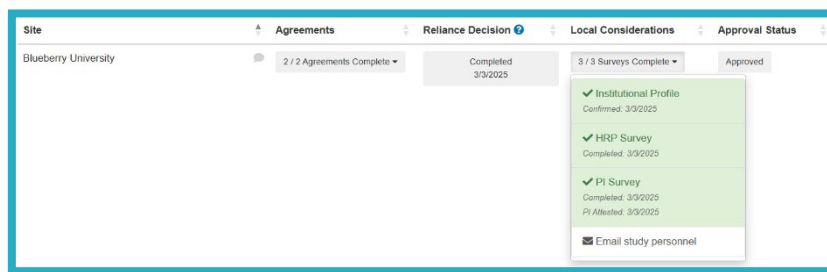 Site Agreements Reliance Decision Local Considerations Approval Status
Blueberry University 2 / 2 Agreements Complete Completed 3 / 3 Surveys Complete Approved
3/3/2025
Institutional Profile
Confirmed: 3/3/2025
HRP Survey
Completed: 3/3/2025
PI Survey
Completed: 3/3/2025
PI Attested: 3/3/2025
Email study personnel